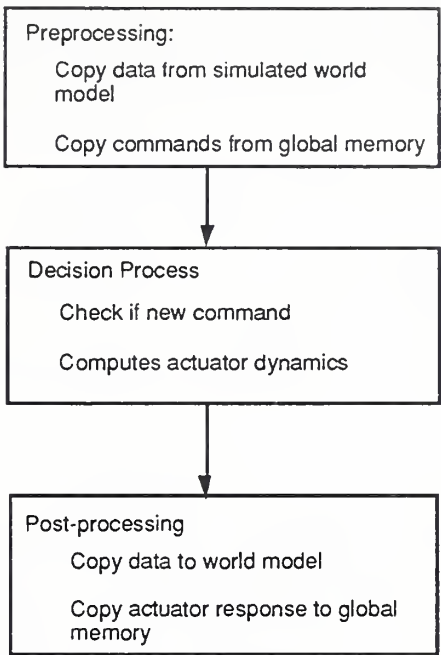 Preprocessing:
Copy data from simulated world
model
Copy commands from global memory
Decision Process
Check if new command
Computes actuator dynamics
Post-processing
Copy data to world model
Copy actuator response to global
memory